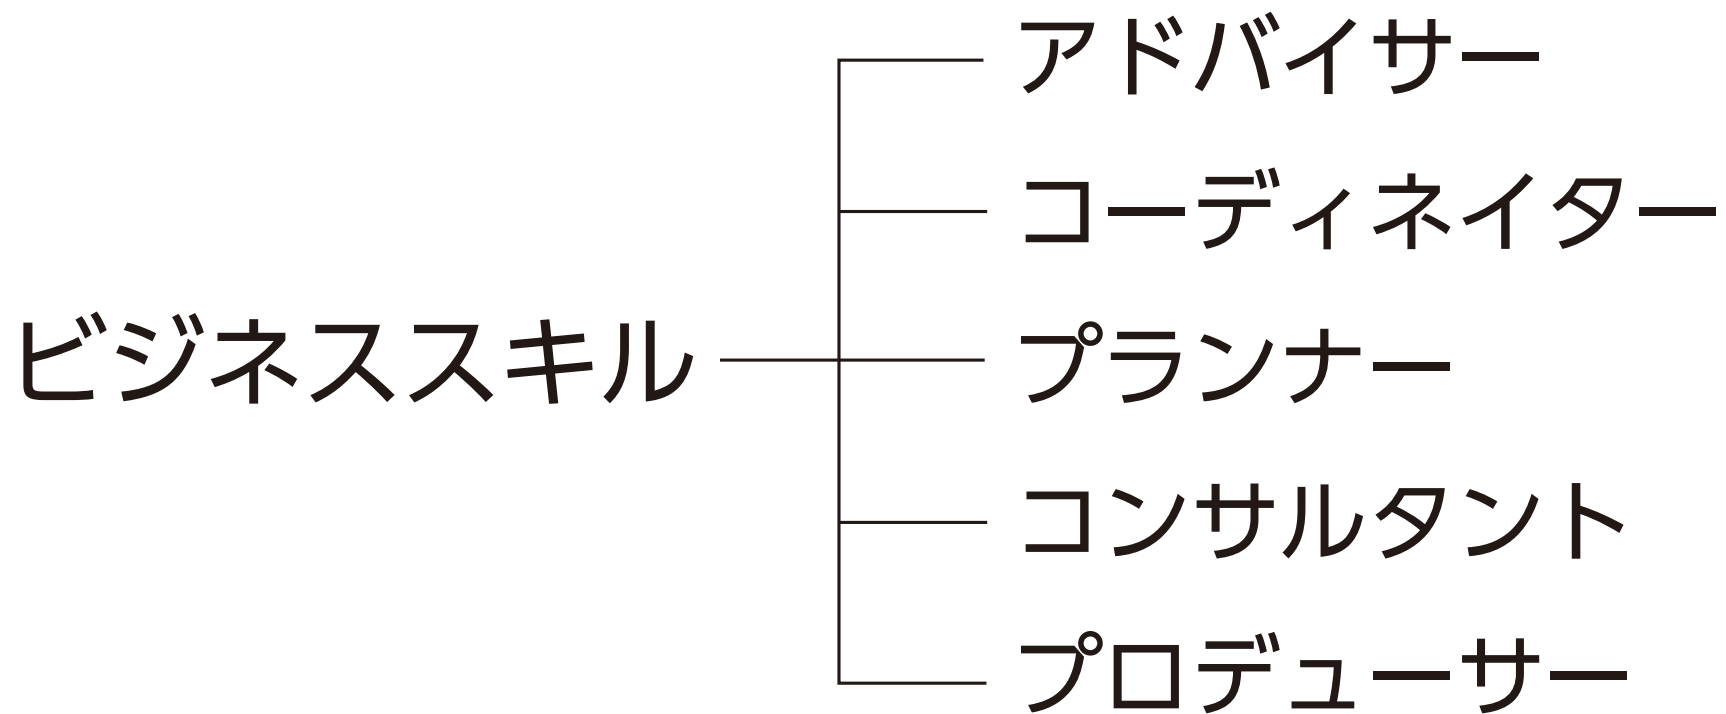 ビジネススキル
アドバイサー
コーディネイター
プランナー
コンサルタント
プロデューサー